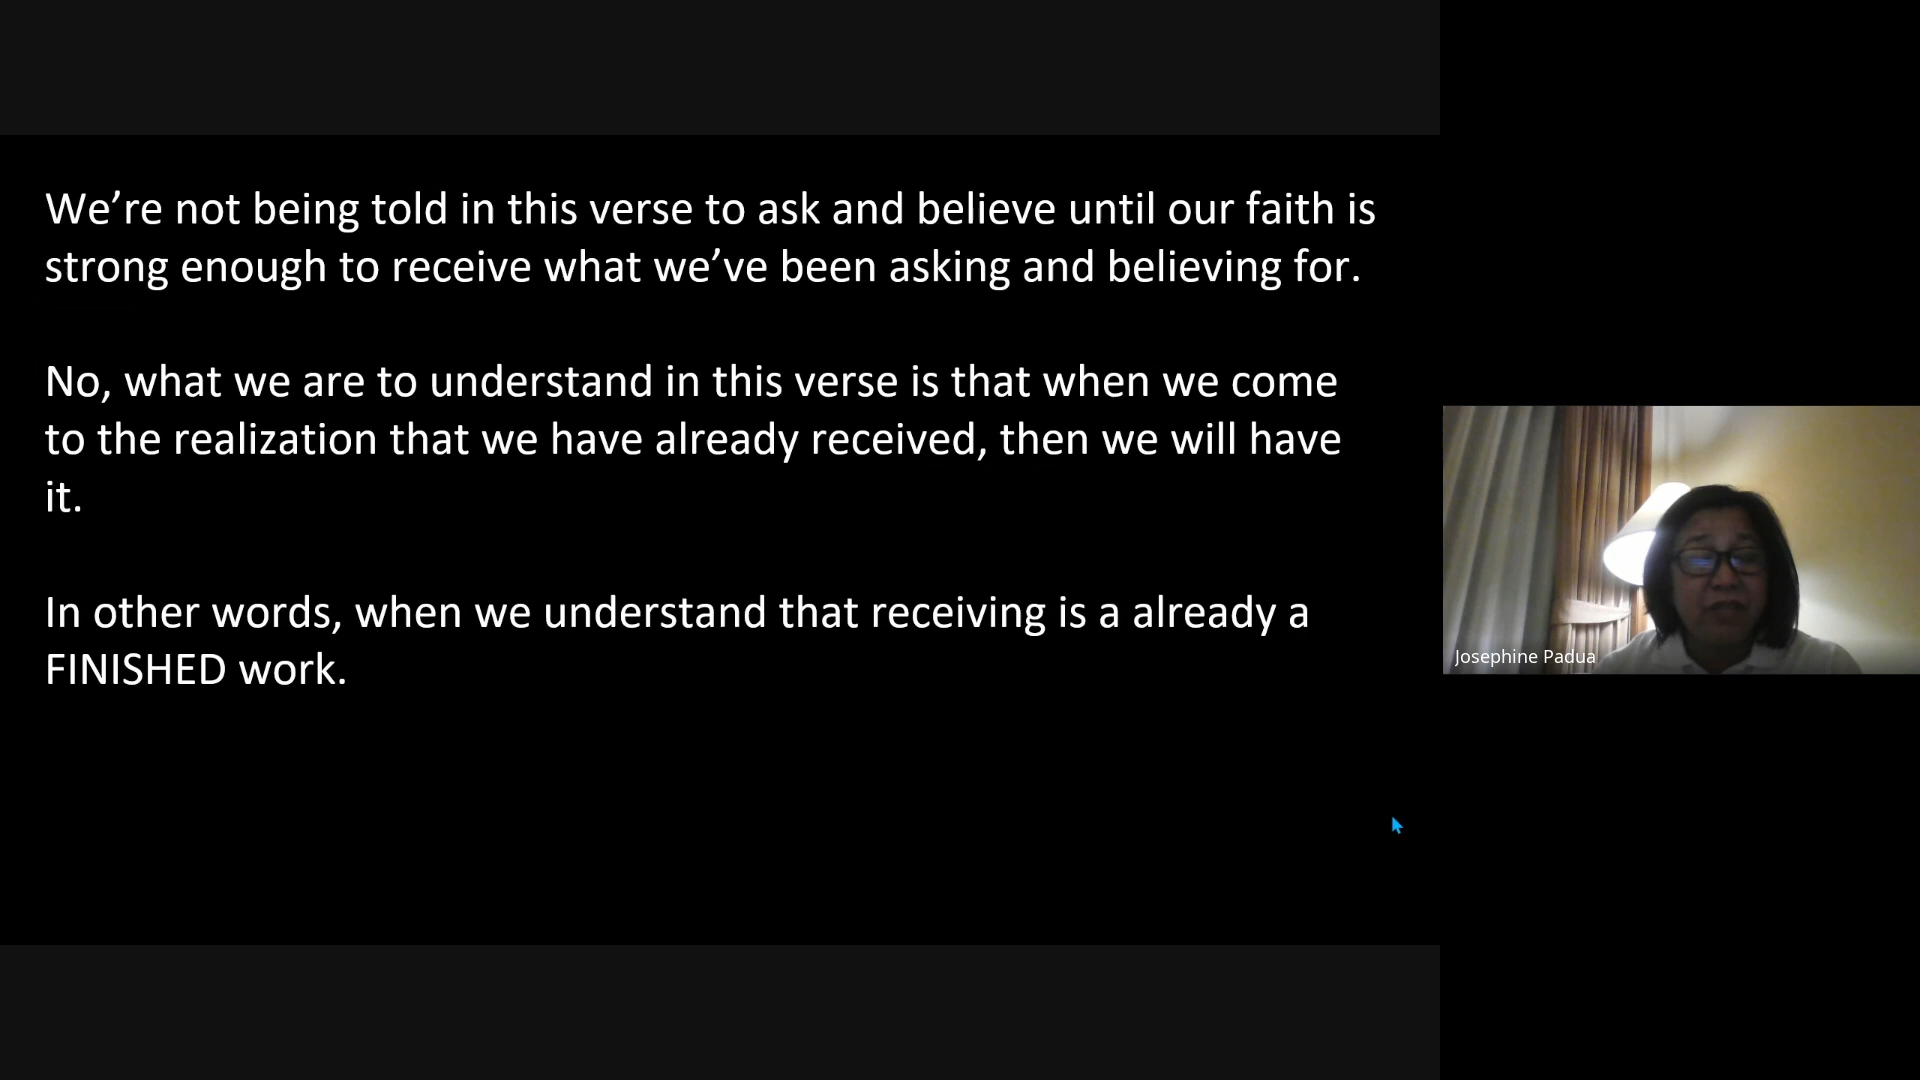 We’re not being told in this verse to ask and believe until our faith is
strong enough to receive what we’ve been asking and believing for.
No, what we are to understand in this verse is that when we come
to the realization that we have already received, then we will have
it.
In other words, when we understand that receiving is a already a
FINISHED work.
Josephine Padua